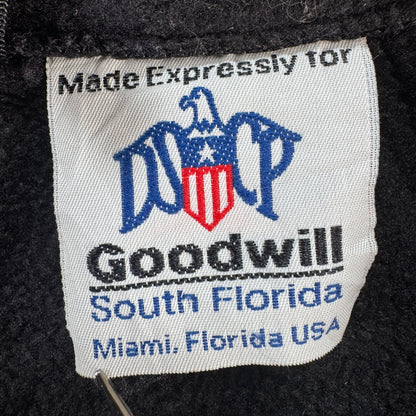 Made Expressly for
DSCP
Goodwill
South Florida
Miami, Florida USA